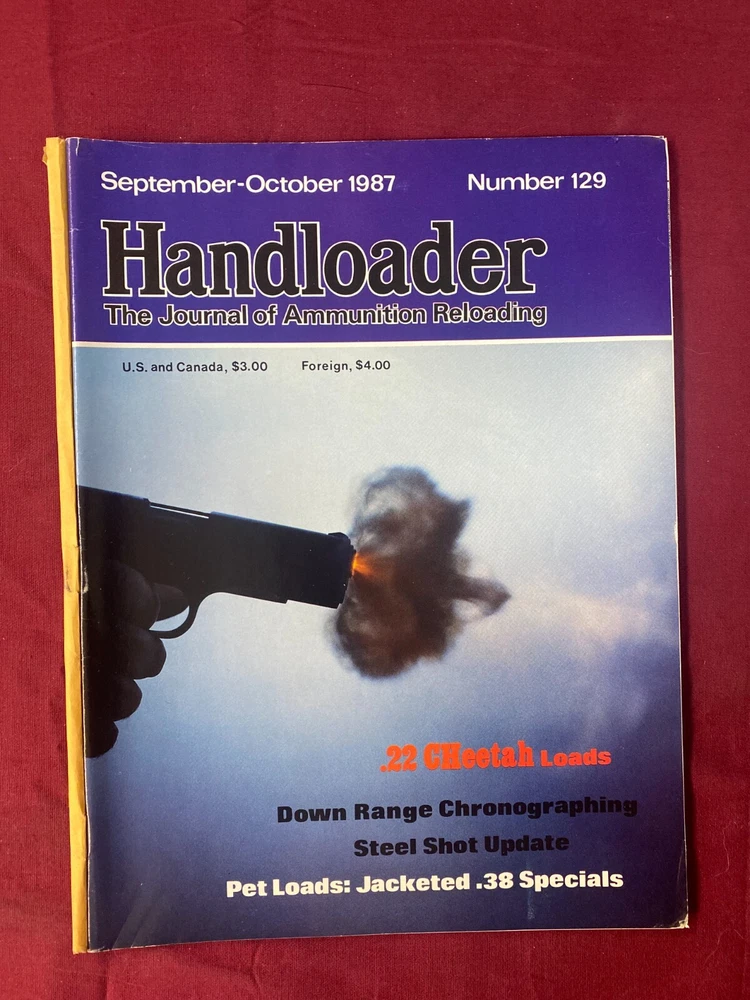 September-October 1987 Number 129
Handloader
The Journal of Ammunition Reloading
U.S. and Canada, $3.00 Foreign, $4.00
.22 CHeetah Loads
Down Range Chronographing
Steel Shot Update
Pet Loads: Jacketed .38 Specials